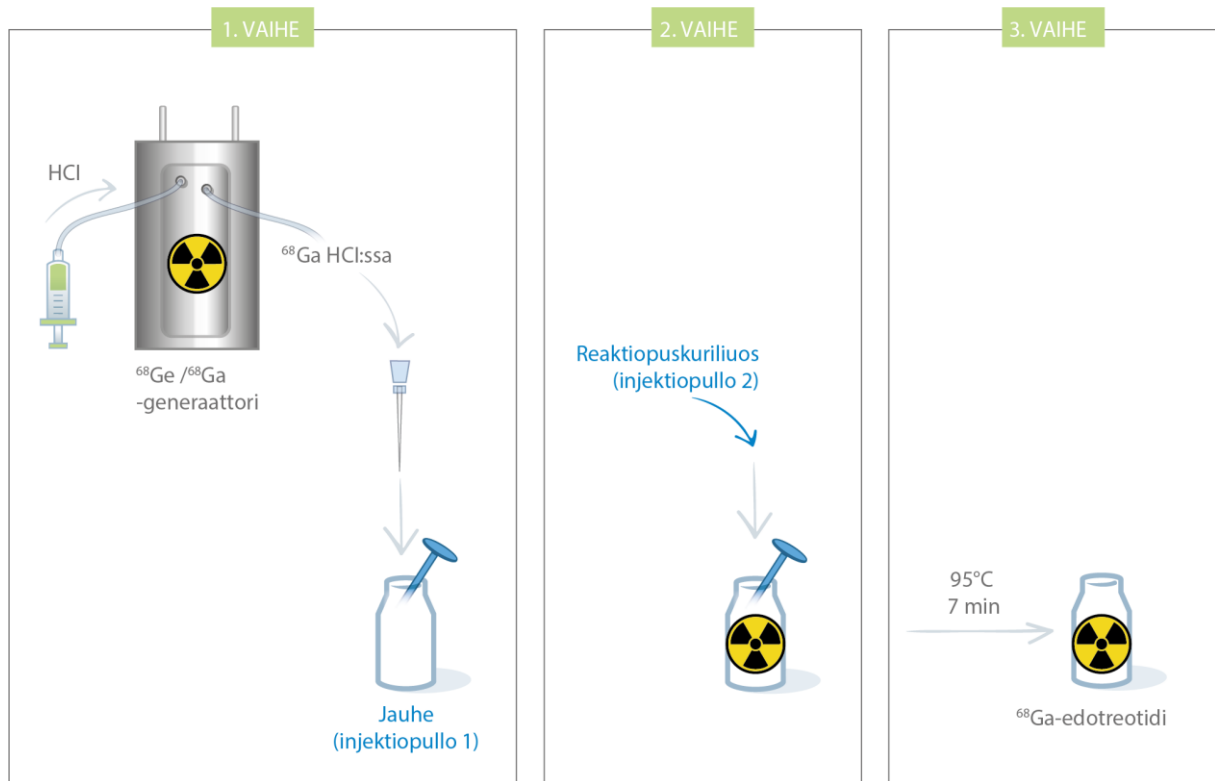 1. VAIHE
HCl
⁶⁸Ga HCl:ssa
⁶⁸Ge /⁶⁸Ga
-generaattori
Jauhe
(injektiopullo 1)
2. VAIHE
Reaktiopuskuriliuos
(injektiopullo 2)
3. VAIHE
95°C
7 min
⁶⁸Ga-edotreotidi